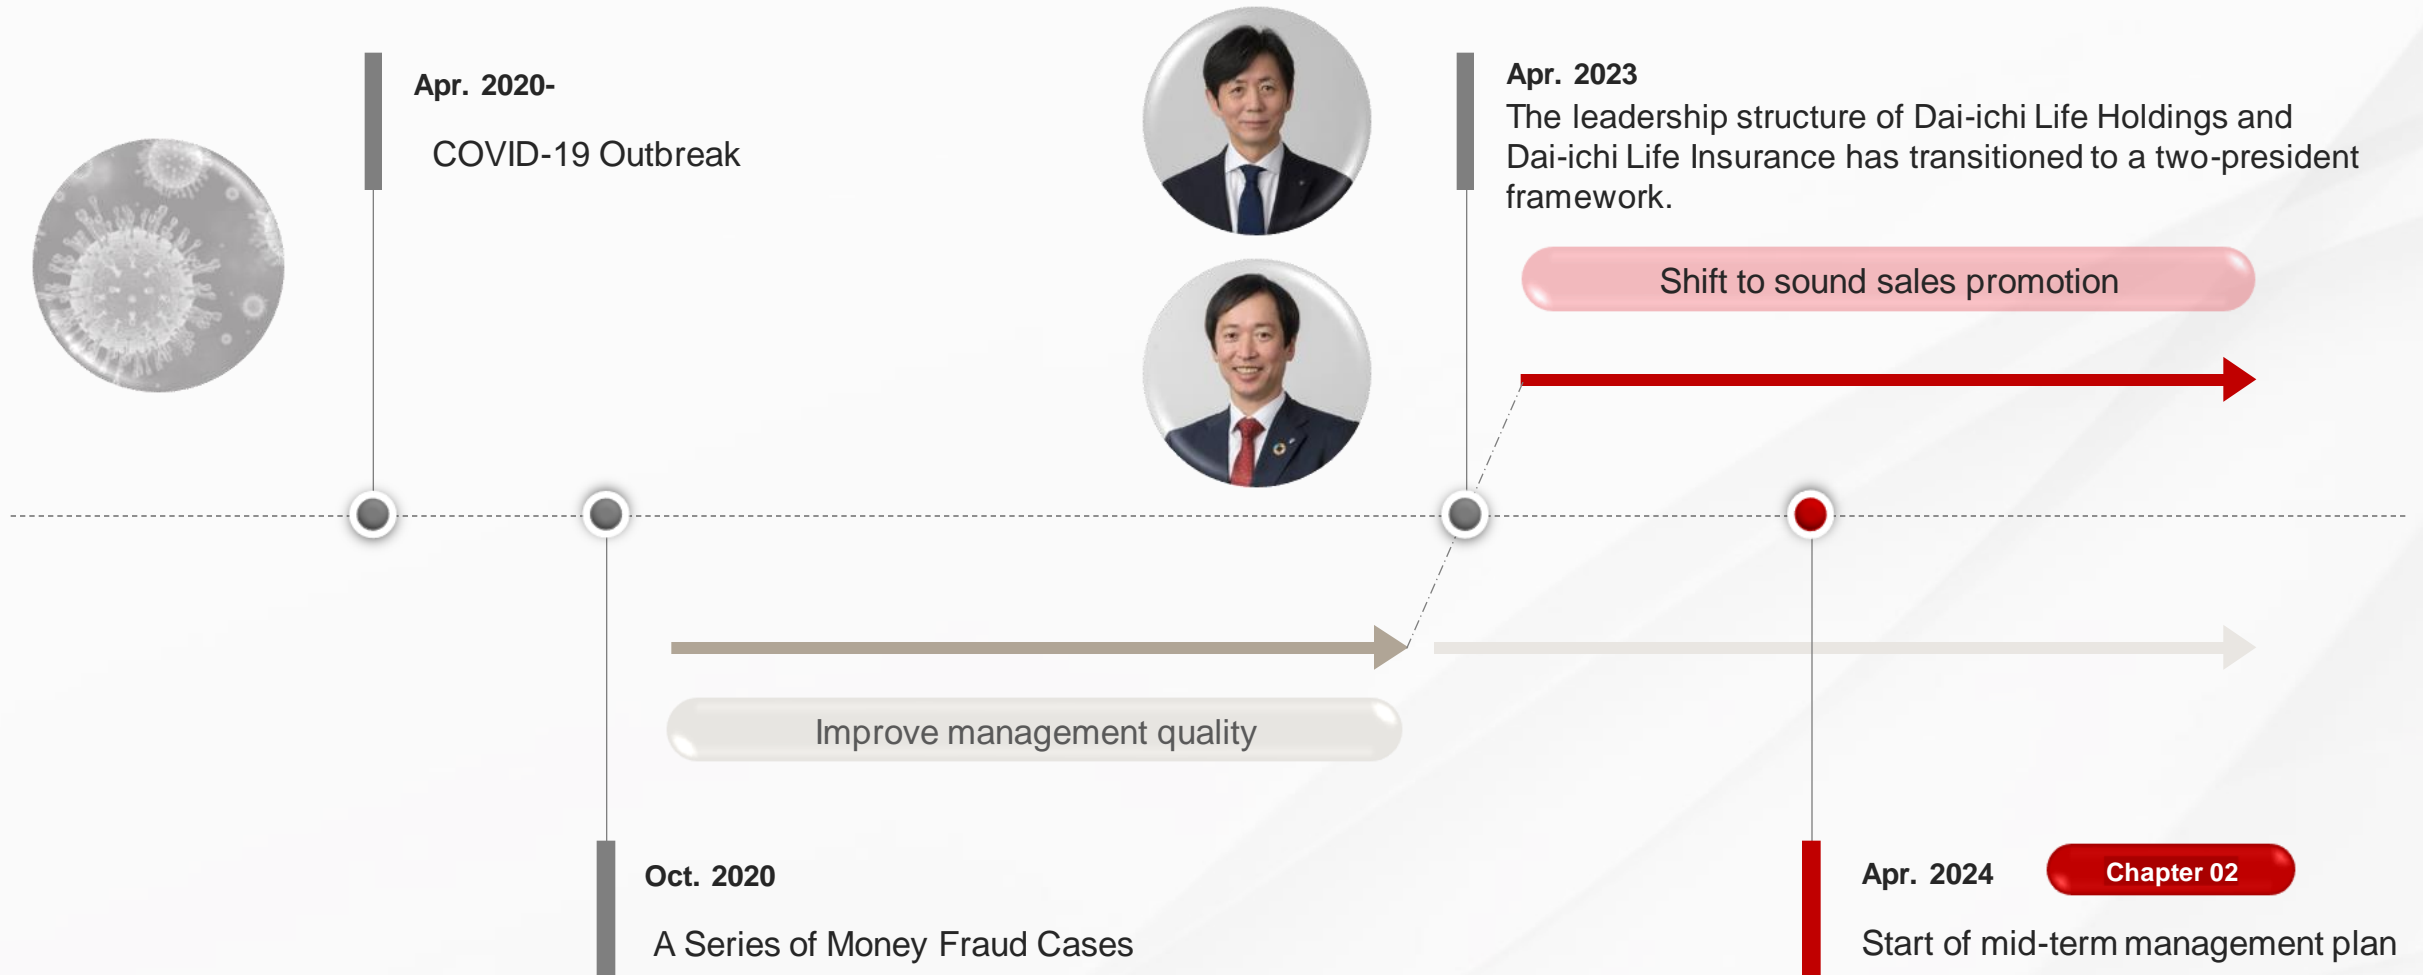 Apr. 2020-
COVID-19 Outbreak
Apr. 2023
The leadership structure of Dai-ichi Life Holdings and
Dai-ichi Life Insurance has transitioned to a two-president
framework.
Shift to sound sales promotion
Improve management quality
Oct. 2020
A Series of Money Fraud Cases
Apr. 2024
Chapter 02
Start of mid-term management plan